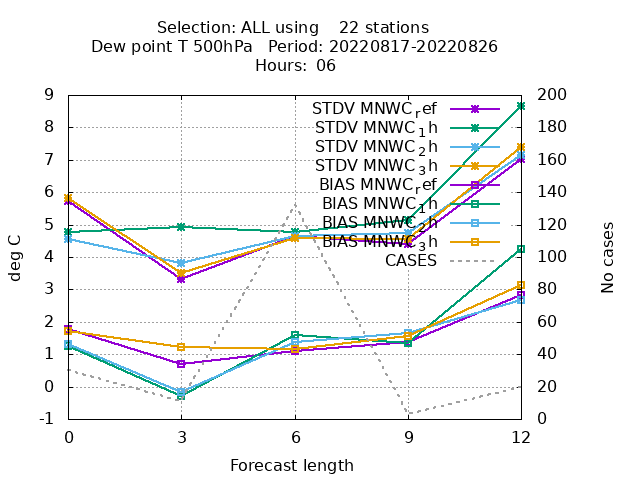 Selection: ALL using    22 stations
Dew point T 500hPa   Period: 20220817-20220826
Hours:  06
9
8
7
6
5
4
3
2
1
0
-1
200
180
160
140
120
100
80
60
40
20
0
0
3
6
9
12
deg C
No cases
Forecast length
STDV MNWC_ref
STDV MNWC_1h
STDV MNWC_2h
STDV MNWC_3h
BIAS MNWC_ref
BIAS MNWC_1h
BIAS MNWC_2h
BIAS MNWC_3h
CASES